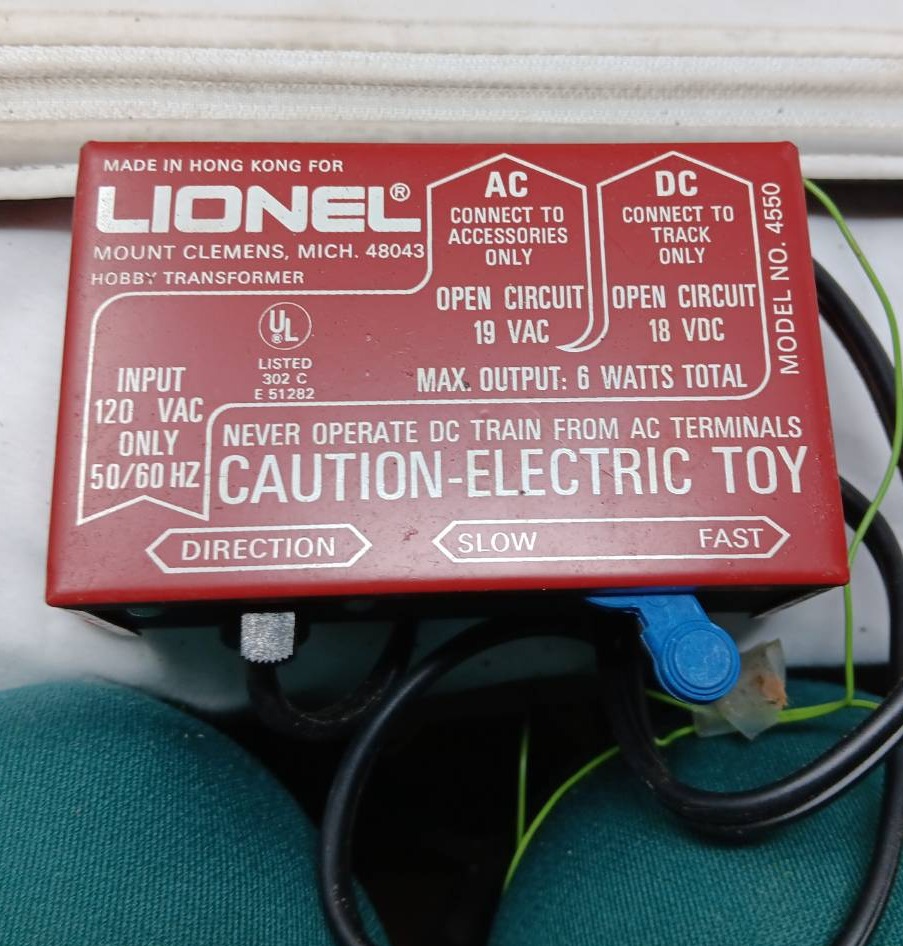 MADE IN HONG KONG FOR
LIONEL®
MOUNT CLEMENS, MICH. 48043
HOBBY TRANSFORMER
AC
CONNECT TO
ACCESSORIES
ONLY
OPEN CIRCUIT
19 VAC
DC
CONNECT TO
TRACK
ONLY
OPEN CIRCUIT
18 VDC
MODEL NO. 4550
MAX. OUTPUT: 6 WATTS TOTAL
UL
®
LISTED
302 C
E 51282
INPUT
120 VAC
ONLY
50/60 HZ
NEVER OPERATE DC TRAIN FROM AC TERMINALS
CAUTION-ELECTRIC TOY
DIRECTION
SLOW FAST